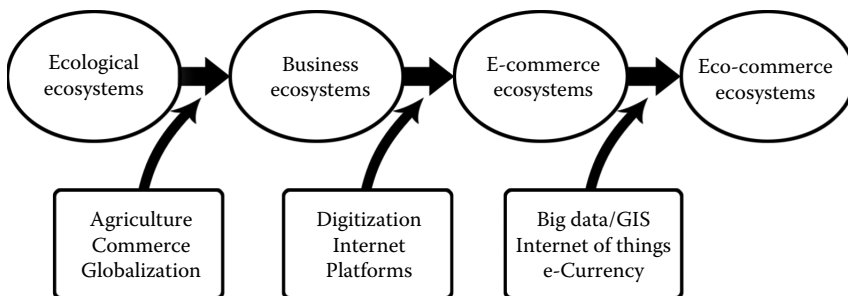 Ecological
ecosystems
Business
ecosystems
E-commerce
ecosystems
Eco-commerce
ecosystems
Agriculture
Commerce
Globalization
Digitization
Internet
Platforms
Big data/GIS
Internet of things
e-Currency